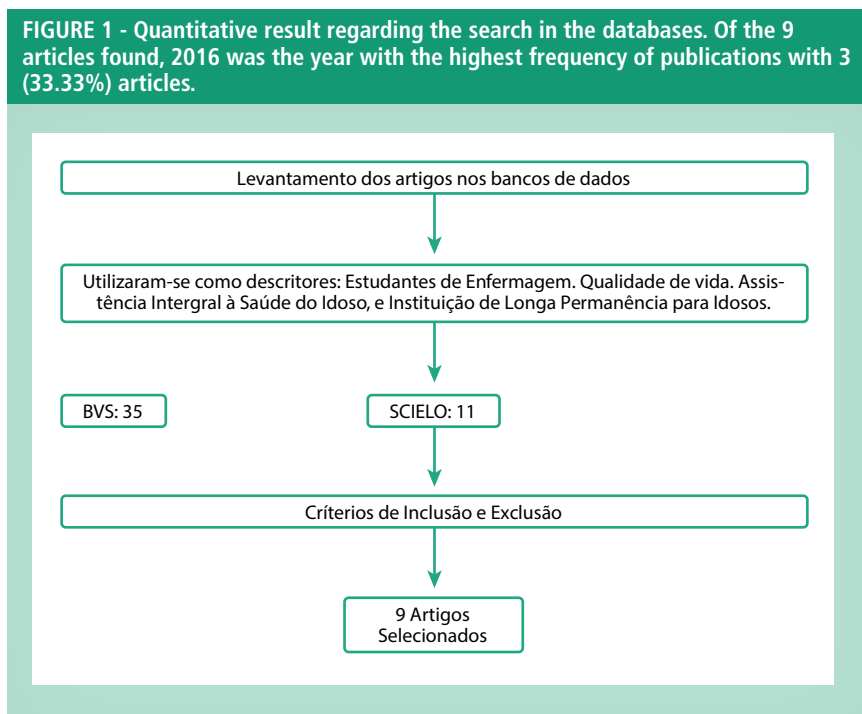 FIGURE 1 - Quantitative result regarding the search in the databases. Of the 9
articles found, 2016 was the year with the highest frequency of publications with 3
(33.33%) articles.
Levantamento dos artigos nos bancos de dados
Utilizaram-se como descritores: Estudantes de Enfermagem. Qualidade de vida. Assis-
tência Intergral à Saúde do Idoso, e Instituição de Longa Permanência para Idosos.
BVS: 35
SCIELO: 11
Críterios de Inclusão e Exclusão
9 Artigos
Selecionados